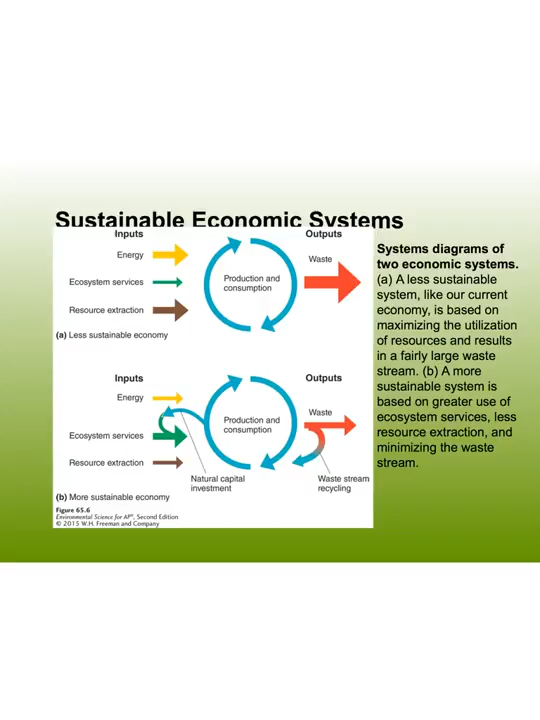 Sustainable Economic Systems
Inputs
Outputs
Energy
Waste
Ecosystem services
Production and
consumption
Resource extraction
(a) Less sustainable economy
Inputs
Outputs
Energy
Waste
Production and
consumption
Ecosystem services
Resource extraction
Natural capital
investment
Waste stream
recycling
(b) More sustainable economy
Figure 65.6
Environmental Science for AP®, Second Edition
© 2015 W.H. Freeman and Company
Systems diagrams of
two economic systems.
(a) A less sustainable
system, like our current
economy, is based on
maximizing the utilization
of resources and results
in a fairly large waste
stream. (b) A more
sustainable system is
based on greater use of
ecosystem services, less
resource extraction, and
minimizing the waste
stream.